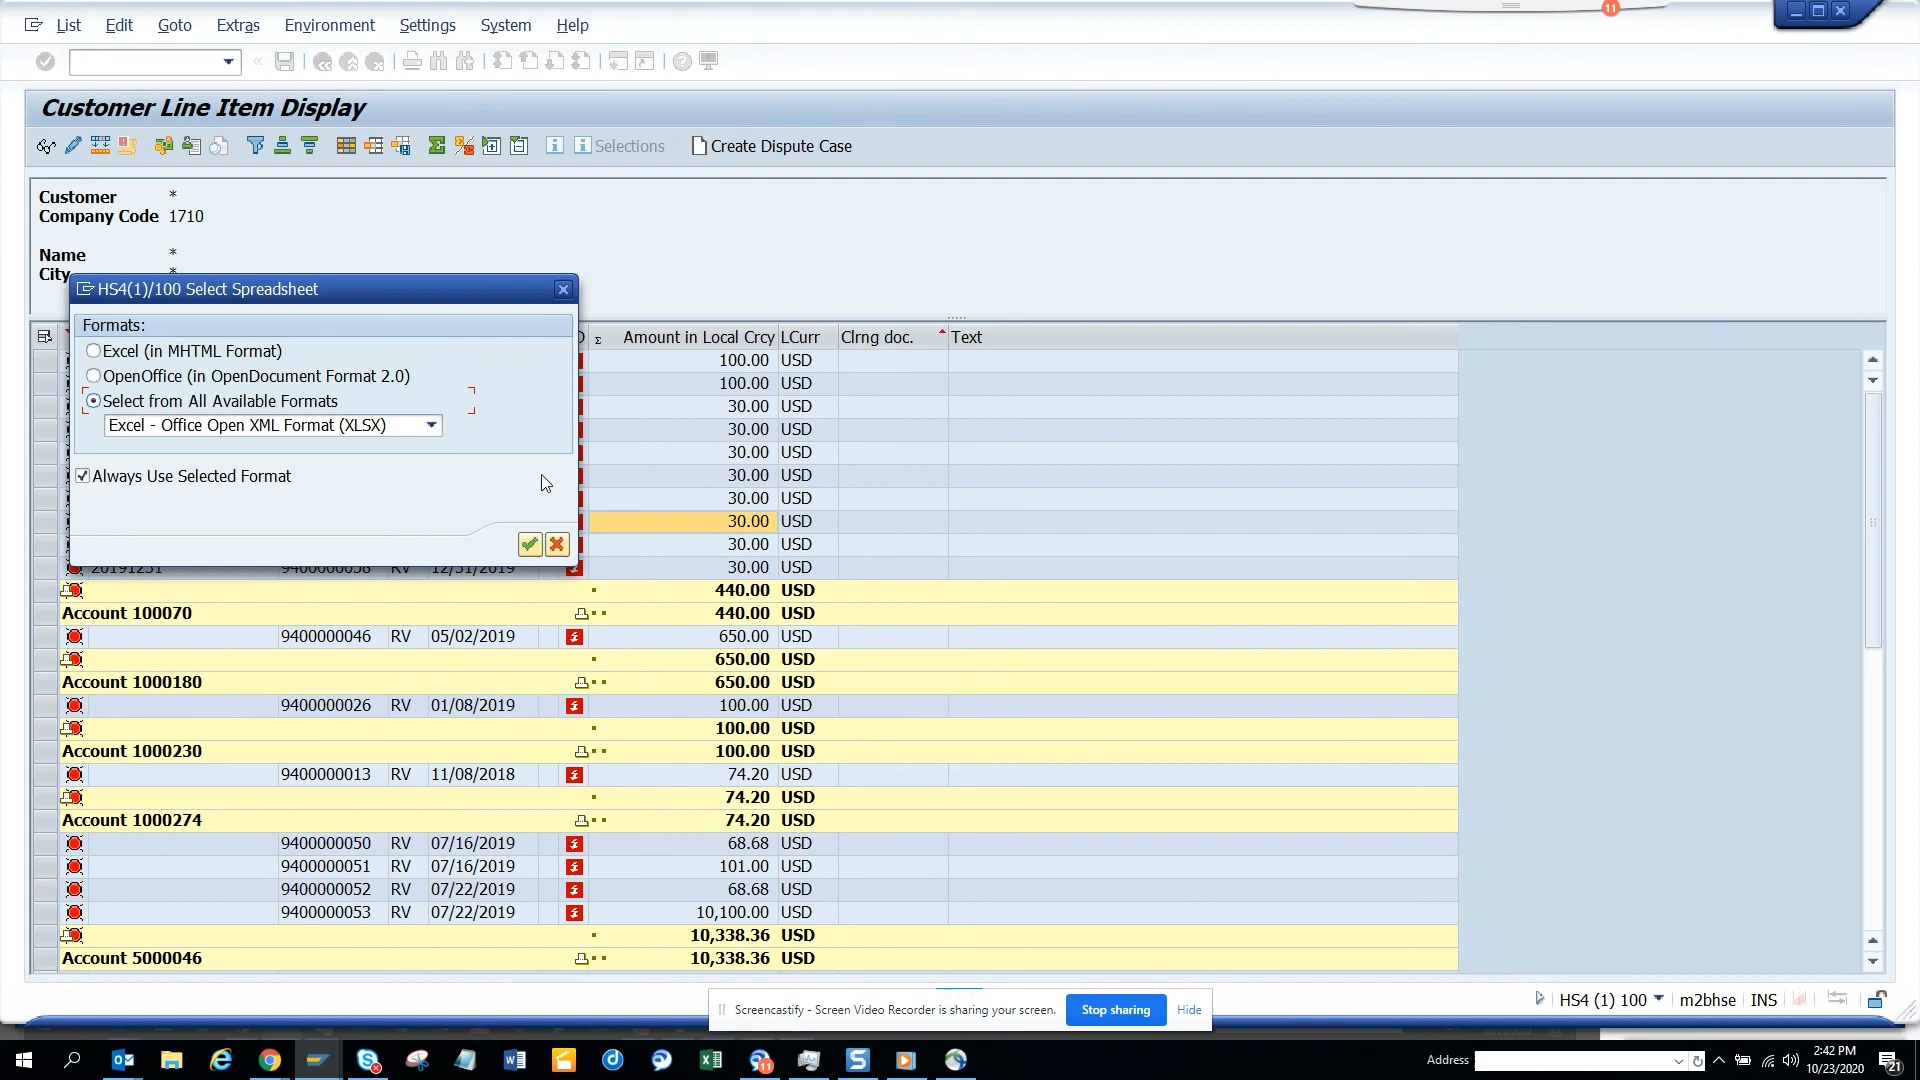 List Edit Goto Extras Environment Settings System Help
11
Customer Line Item Display
Selections Create Dispute Case
Customer *
Company Code 1710
Name *
City *
HS4(1)/100 Select Spreadsheet
Formats:
Excel (in MHTML Format)
OpenOffice (in OpenDocument Format 2.0)
Select from All Available Formats
Excel - Office Open XML Format (XLSX)
Always Use Selected Format
Σ Amount in Local Crcy LCurr Clrng doc. Text
100.00 USD
100.00 USD
30.00 USD
30.00 USD
30.00 USD
30.00 USD
30.00 USD
30.00 USD
30.00 USD
20191231 9400000058 RV 12/31/2019 30.00 USD
440.00 USD
Account 100070 440.00 USD
9400000046 RV 05/02/2019 650.00 USD
650.00 USD
Account 1000180 650.00 USD
9400000026 RV 01/08/2019 100.00 USD
100.00 USD
Account 1000230 100.00 USD
9400000013 RV 11/08/2018 74.20 USD
74.20 USD
Account 1000274 74.20 USD
9400000050 RV 07/16/2019 68.68 USD
9400000051 RV 07/16/2019 101.00 USD
9400000052 RV 07/22/2019 68.68 USD
9400000053 RV 07/22/2019 10,100.00 USD
10,338.36 USD
Account 5000046 10,338.36 USD
Screencastify - Screen Video Recorder is sharing your screen. Stop sharing Hide
HS4 (1) 100 m2bhse INS
Address
2:42 PM
10/23/2020
11
21